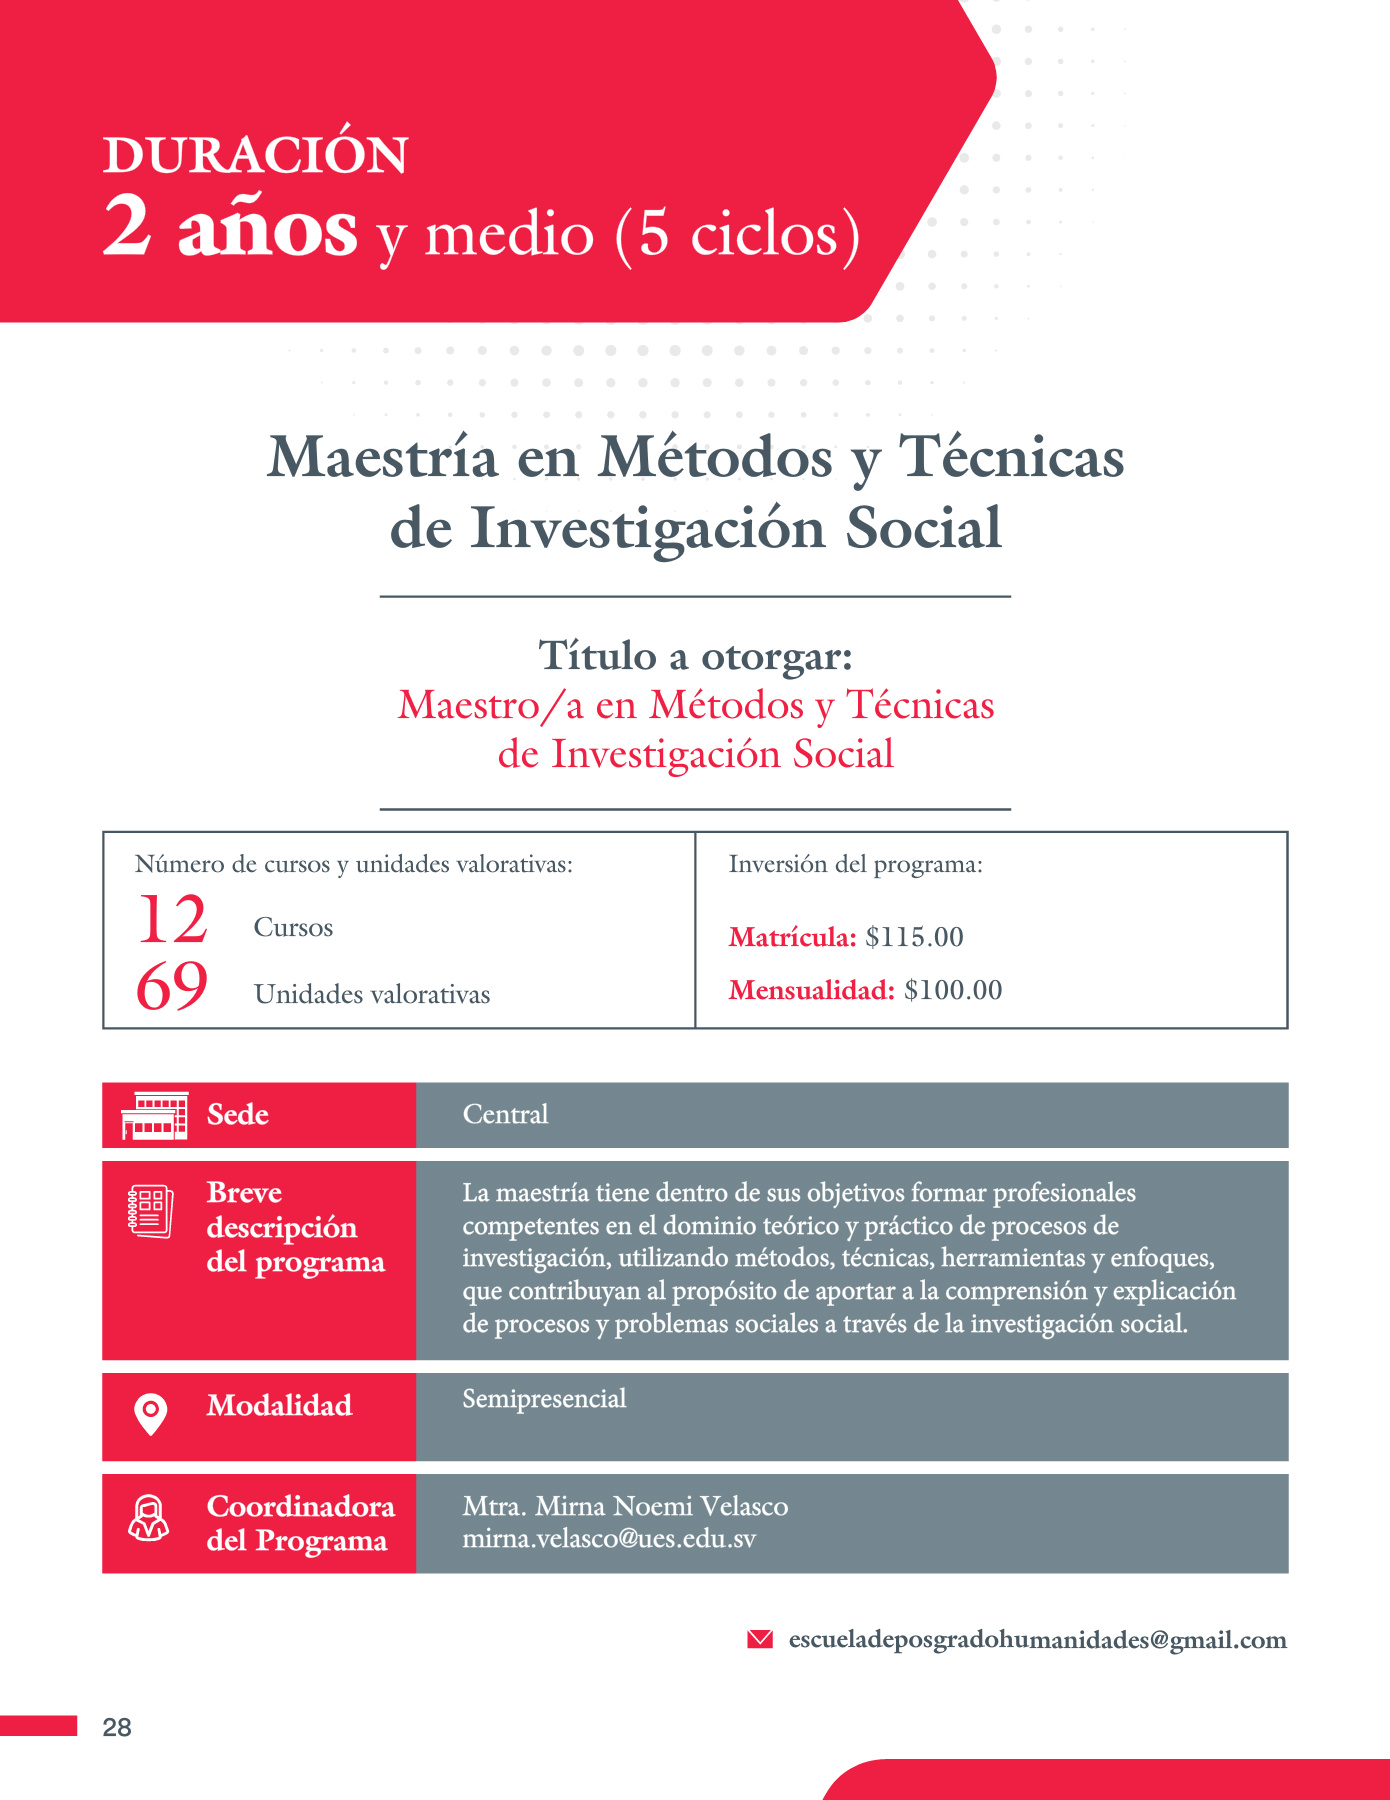 DURACIÓN
2 años y medio (5 ciclos)
Maestría en Métodos y Técnicas
de Investigación Social
Título a otorgar:
Maestro/a en Métodos y Técnicas
de Investigación Social
Número de cursos y unidades valorativas:
12 Cursos
69 Unidades valorativas
Inversión del programa:
Matrícula: $115.00
Mensualidad: $100.00
Sede
Central
Breve
descripción
del programa
La maestría tiene dentro de sus objetivos formar profesionales
competentes en el dominio teórico y práctico de procesos de
investigación, utilizando métodos, técnicas, herramientas y enfoques,
que contribuyan al propósito de aportar a la comprensión y explicación
de procesos y problemas sociales a través de la investigación social.
Modalidad
Semipresencial
Coordinadora
del Programa
Mtra. Mirna Noemi Velasco
mirna.velasco@ues.edu.sv
escueladeposgradohumanidades@gmail.com
28